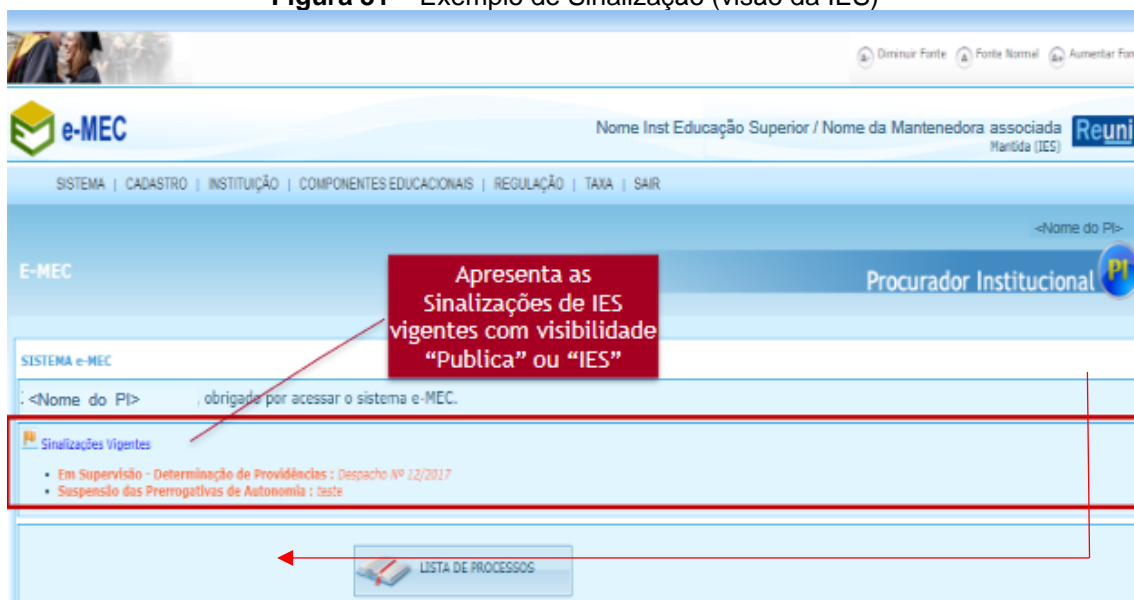 Figura 31 – Exemplo de Sinalização (visão da IES)
Diminuir Fonte Fonte Normal Aumentar Fon
e-MEC
Nome Inst Educação Superior / Nome da Mantenedora associada
Mantida (IES)
Reuni
SISTEMA | CADASTRO | INSTITUIÇÃO | COMPONENTES EDUCACIONAIS | REGULAÇÃO | TAXA | SAIR
<Nome do PI>
E-MEC
Procurador Institucional PI
Apresenta as
Sinalizações de IES
vigentes com visibilidade
“Publica” ou “IES”
SISTEMA e-MEC
<Nome do PI> , obrigado por acessar o sistema e-MEC.
Sinalizações Vigentes
• Em Supervisão - Determinação de Providências : Despacho Nº 12/2017
• Suspensão das Prerrogativas de Autonomia : teste
LISTA DE PROCESSOS